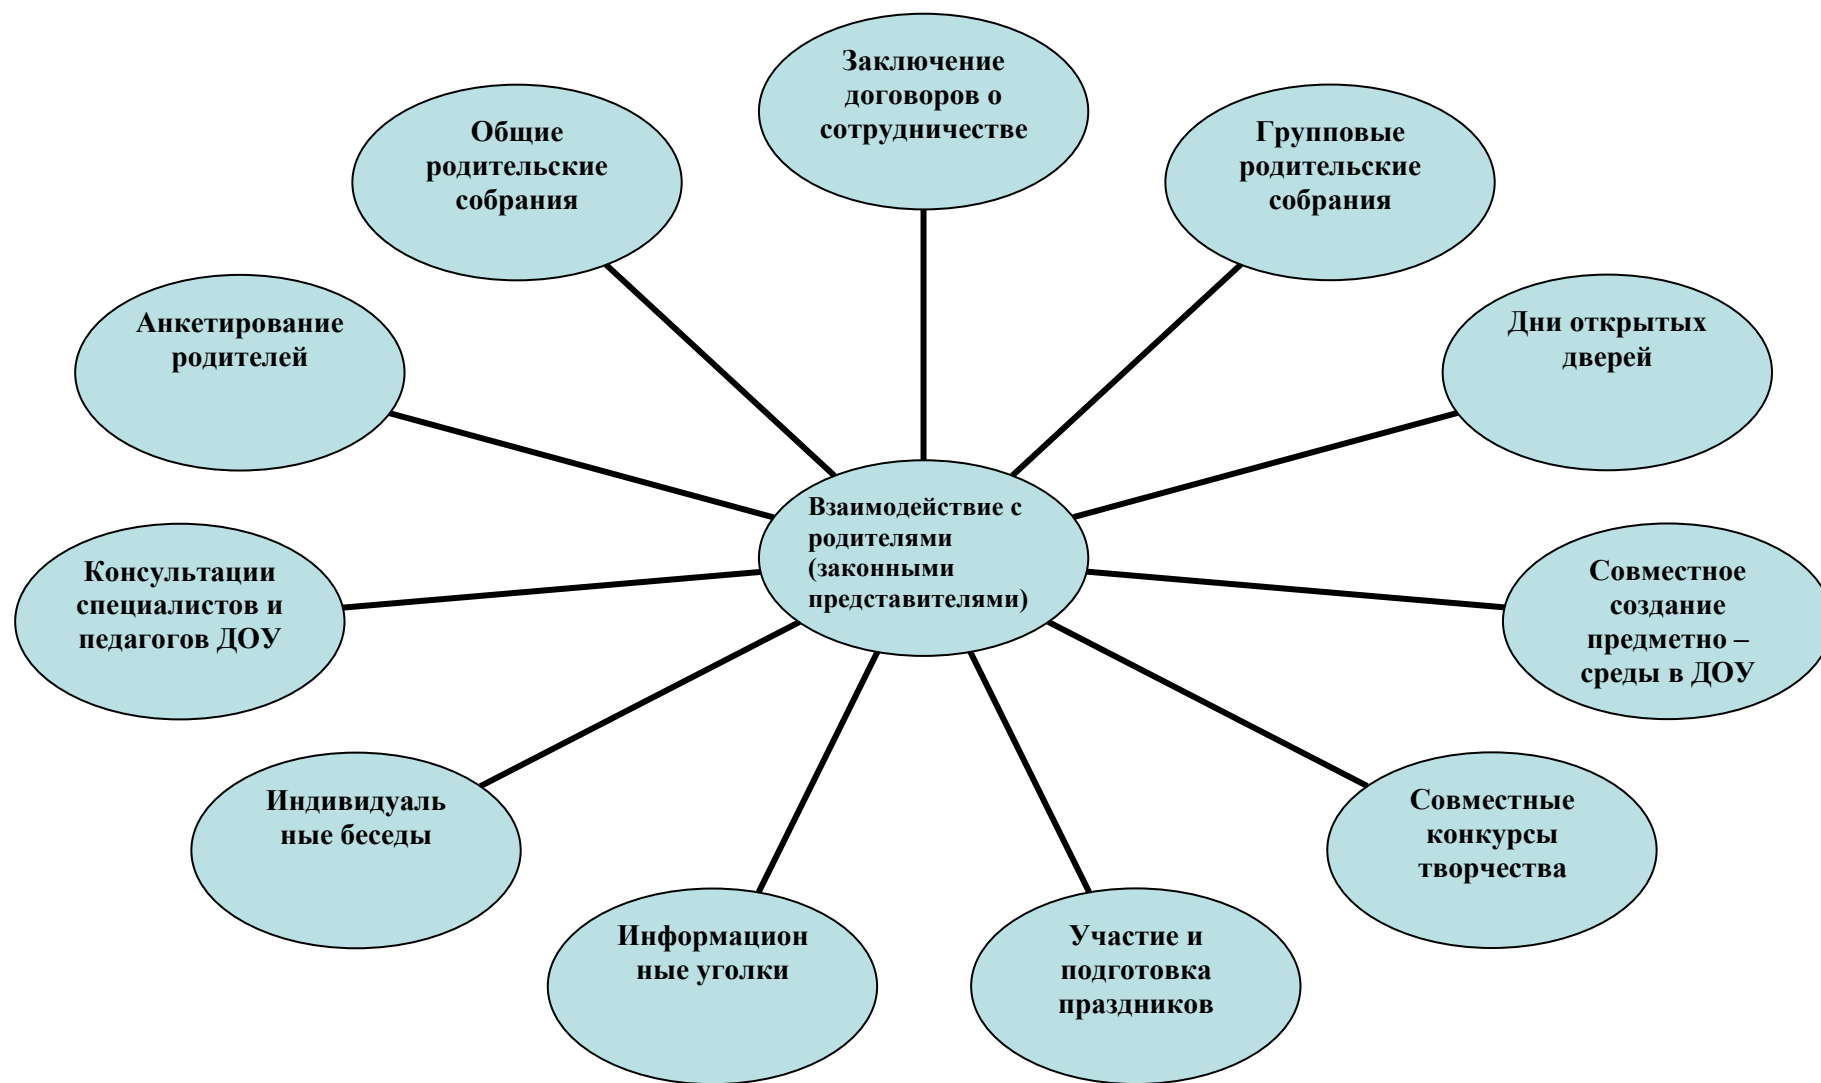 Заключение
договоров о
сотрудничестве
Общие
родительские
собрания
Групповые
родительские
собрания
Анкетирование
родителей
Дни открытых
дверей
Взаимодействие с
родителями
(законными
представителями)
Консультации
специалистов и
педагогов ДОУ
Совместное
создание
предметно –
среды в ДОУ
Индивидуаль
ные беседы
Совместные
конкурсы
творчества
Информацион
ные уголки
Участие и
подготовка
праздников